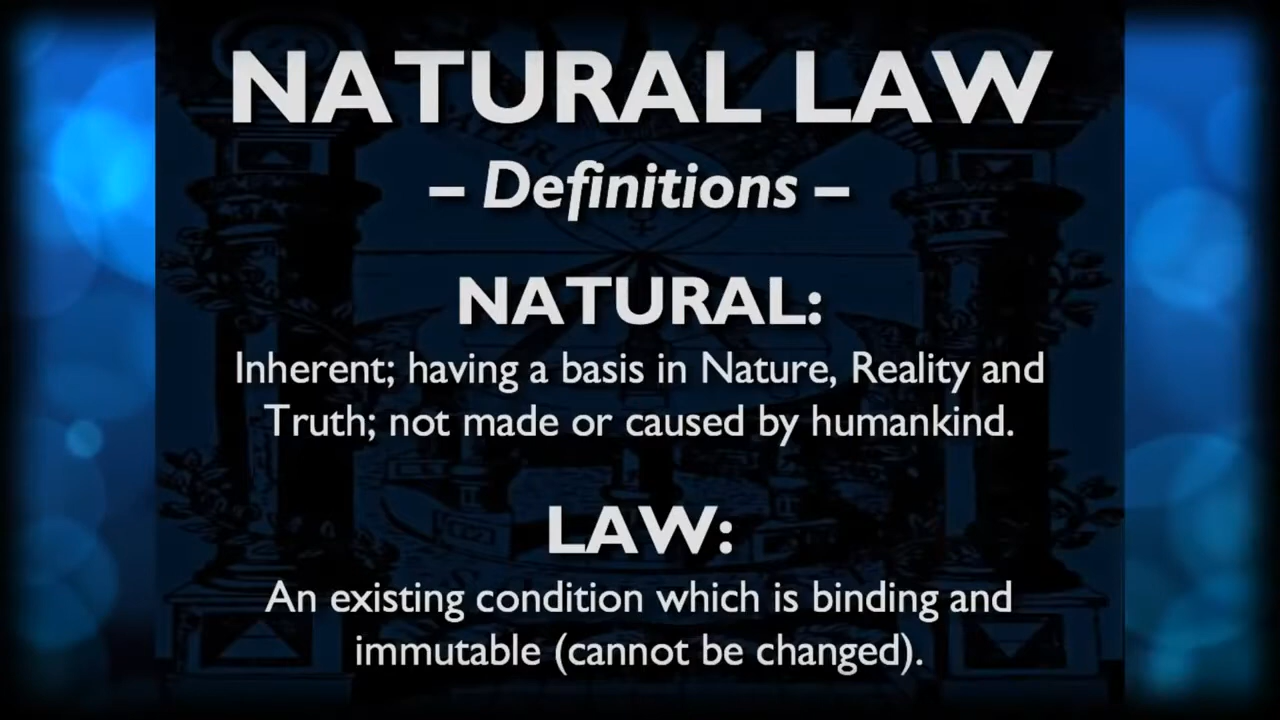 NATURAL LAW
– Definitions –
NATURAL:
Inherent; having a basis in Nature, Reality and
Truth; not made or caused by humankind.
LAW:
An existing condition which is binding and
immutable (cannot be changed).